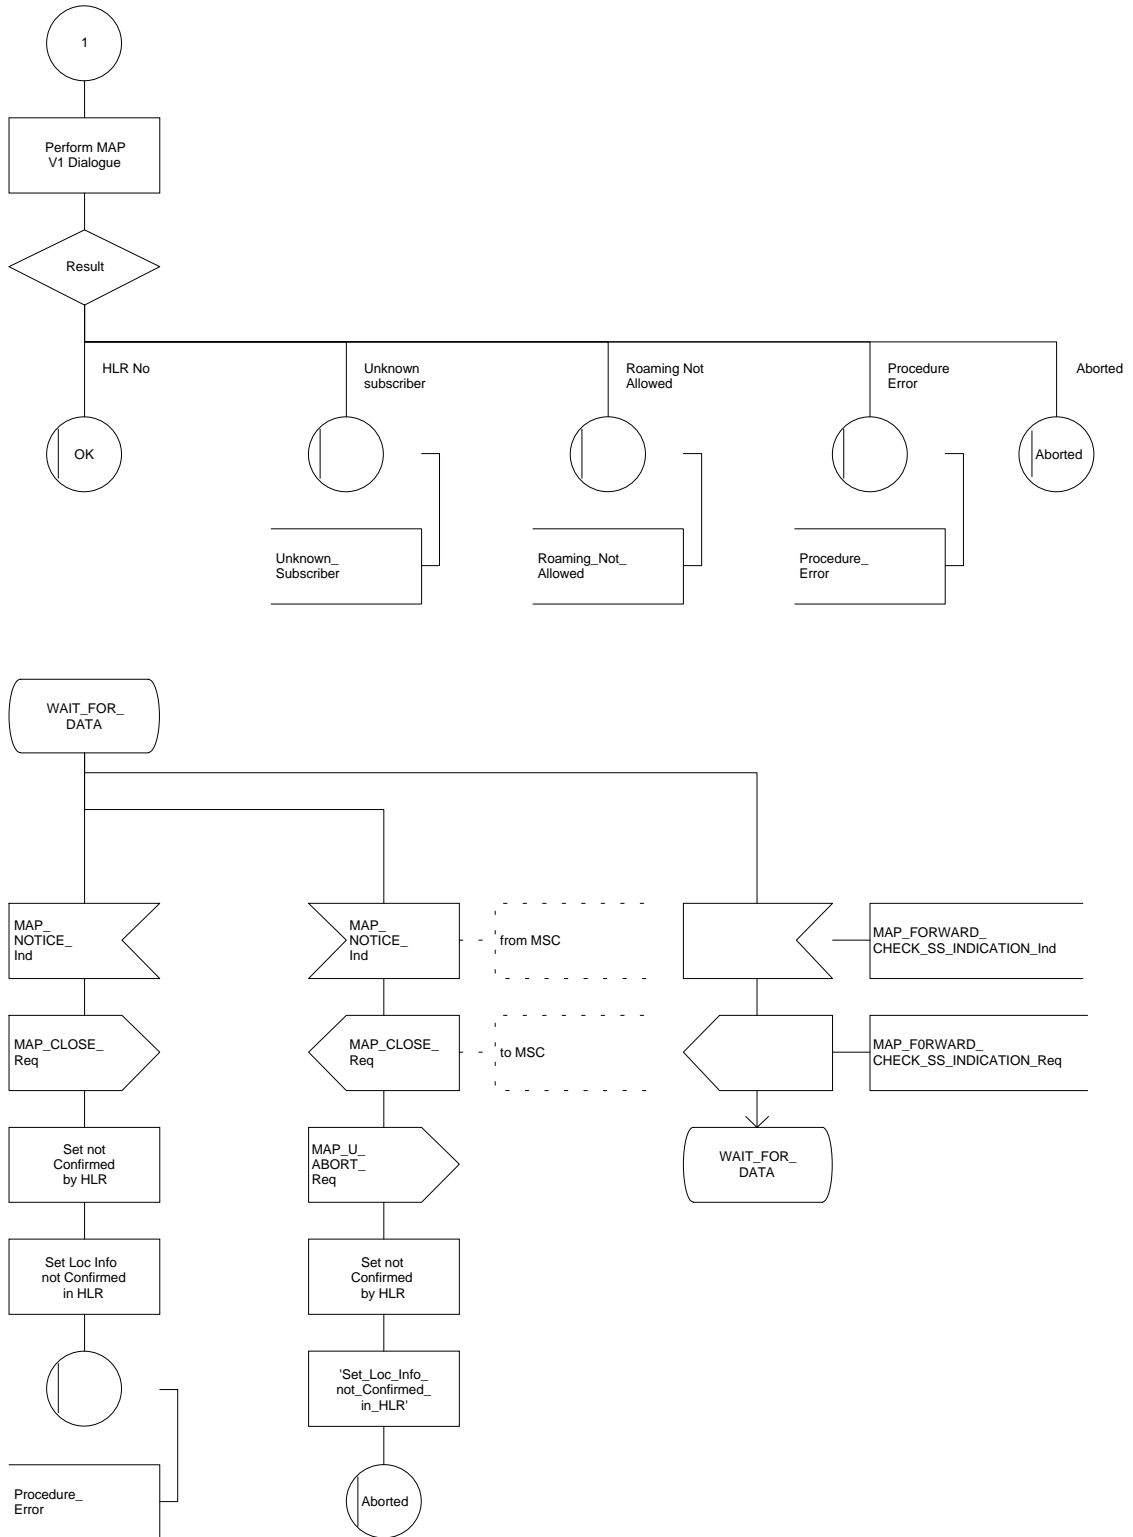 1
Perform MAP
V1 Dialogue
Result
HLR No
Unknown
subscriber
Roaming Not
Allowed
Procedure
Error
Aborted
OK
Aborted
Unknown_
Subscriber
Roaming_Not_
Allowed
Procedure_
Error
WAIT_FOR_
DATA
MAP_
NOTICE_
Ind
MAP_
NOTICE_
Ind
from MSC
MAP_FORWARD_
CHECK_SS_INDICATION_Ind
MAP_CLOSE_
Req
MAP_CLOSE_
Req
to MSC
MAP_F0RWARD_
CHECK_SS_INDICATION_Req
Set not
Confirmed
by HLR
MAP_U_
ABORT_
Req
WAIT_FOR_
DATA
Set Loc Info
not Confirmed
in HLR
Set not
Confirmed
by HLR
'Set_Loc_Info_
not_Confirmed_
in_HLR'
Procedure_
Error
Aborted